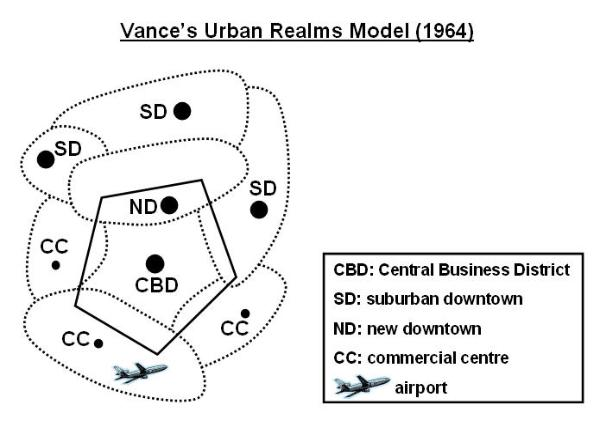 Vance's Urban Realms Model (1964)
SD
SD
SD
ND
CC
CBD
CC
CC
CBD: Central Business District
SD: suburban downtown
ND: new downtown
CC: commercial centre
airport